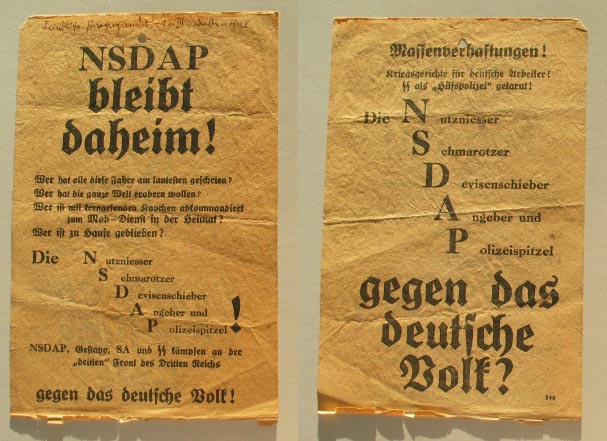 NSDAP
bleibt
daheim!
Wer hat alle diese Jahre am lautesten geschrien?
Wer hat die ganze Welt erobern wollen?
Wer ist mit kerngesunden Knochen abkommandiert
zum Mob-Dienst in der Heimat?
Wer ist zu Hause geblieben?
Die Nutzniesser
Schmarotzer
Devisenschieber
Angeber und
Polizeispitzel!
NSDAP, Gestapo, SA und SS kämpfen an der
„dritten" Front des Dritten Reichs
gegen das deutsche Volk!
Massenverhaftungen!
Kriegsgerichte für deutsche Arbeiter!
SS als „Hilfspolizei" getarnt!
Die Nutzniesser
Schmarotzer
Devisenschieber
Angeber und
Polizeispitzel
gegen das
deutsche
Volk?